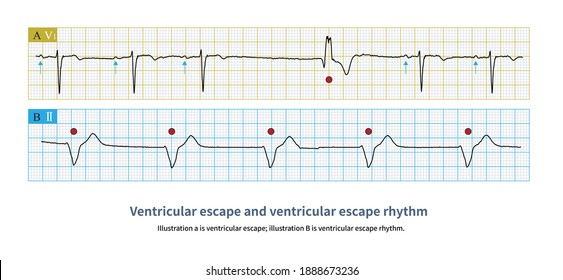 A V1
B II
Ventricular escape and ventricular escape rhythm
Illustration a is ventricular escape; illustration B is ventricular escape rhythm.
shutterstock.com · 1888673236